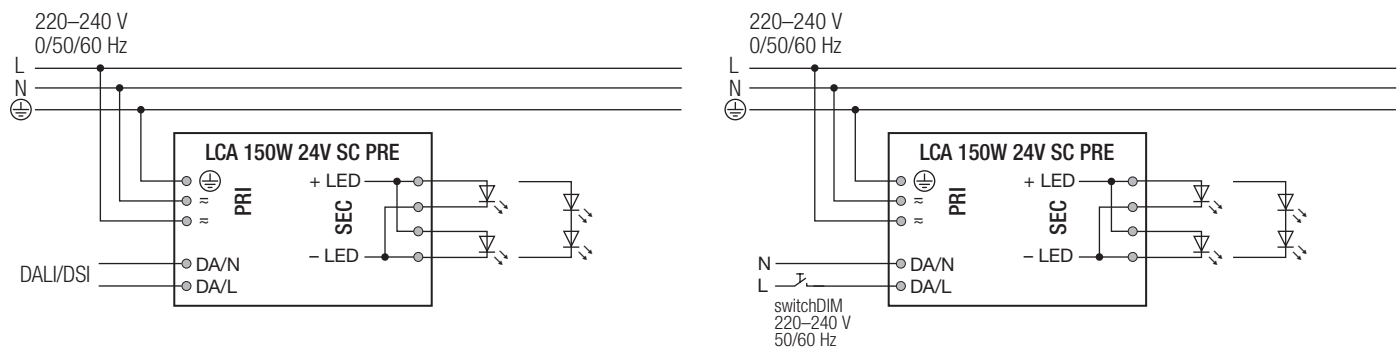 220–240 V
0/50/60 Hz
L
N
LCA 150W 24V SC PRE
PRI
≈
≈
+ LED
SEC
– LED
DALI/DSI
DA/N
DA/L
220–240 V
0/50/60 Hz
L
N
LCA 150W 24V SC PRE
PRI
≈
≈
+ LED
SEC
– LED
N
DA/N
L
DA/L
switchDIM
220–240 V
50/60 Hz